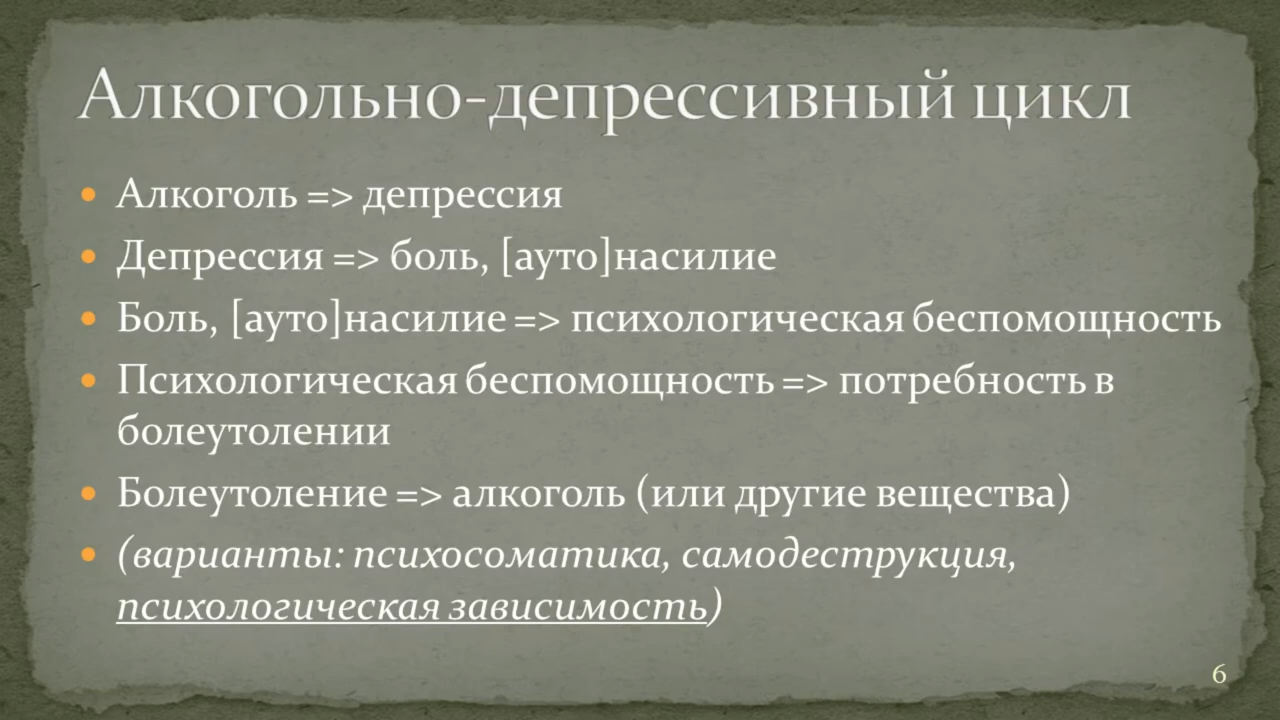 Алкогольно-депрессивный цикл
• Алкоголь => депрессия
• Депрессия => боль, [ауто]насилие
• Боль, [ауто]насилие => психологическая беспомощность
• Психологическая беспомощность => потребность в
болеутолении
• Болеутоление => алкоголь (или другие вещества)
• (варианты: психосоматика, самодеструкция,
психологическая зависимость)
6